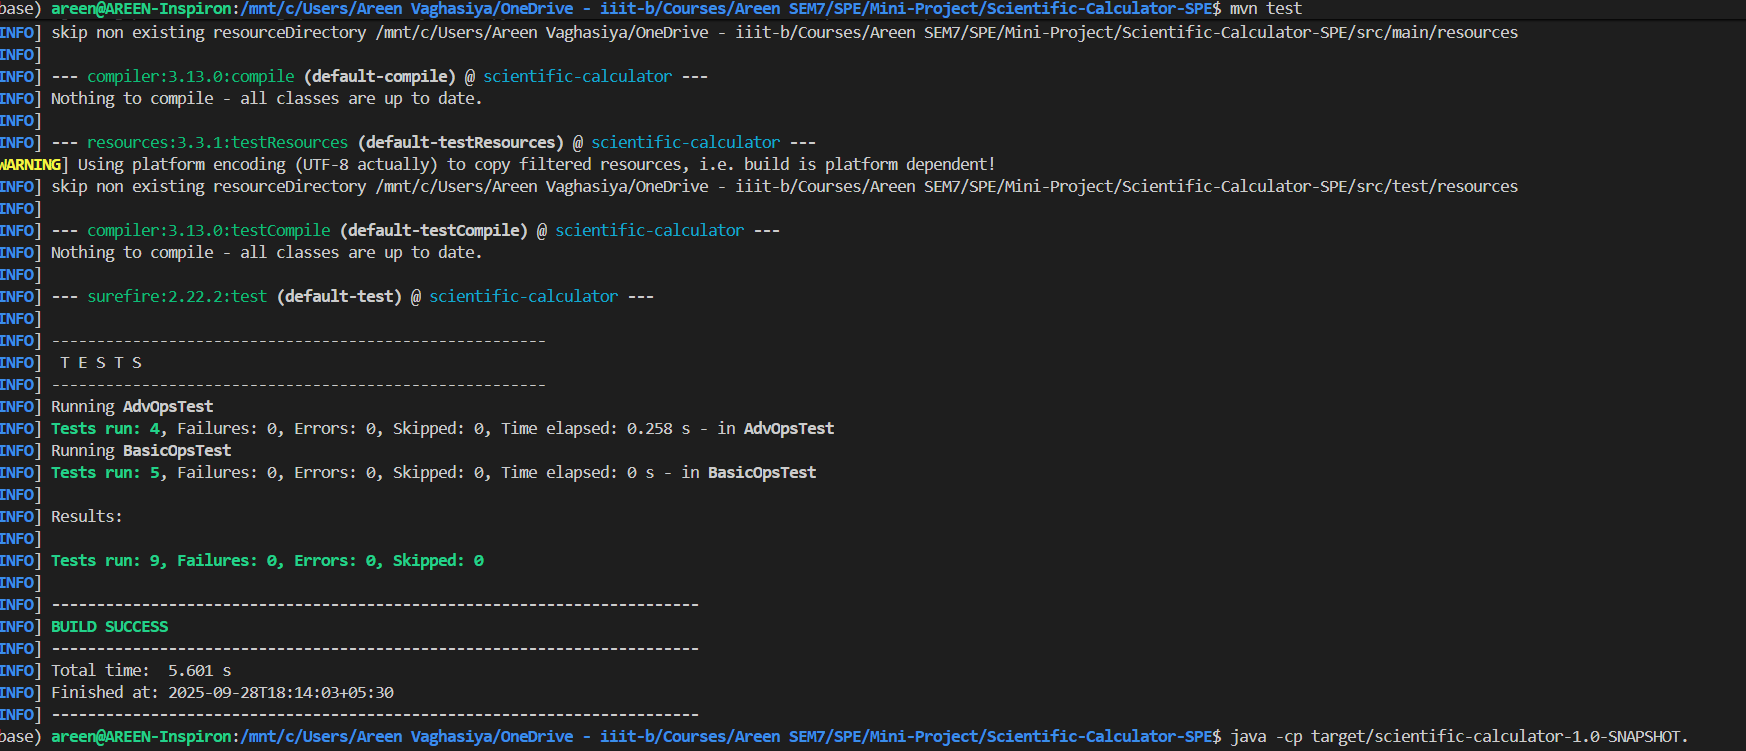 base) areen@AREEN-Inspiron:/mnt/c/Users/Areen Vaghasiya/OneDrive - iiit-b/Courses/Areen SEM7/SPE/Mini-Project/Scientific-Calculator-SPE$ mvn test
INFO] skip non existing resourceDirectory /mnt/c/Users/Areen Vaghasiya/OneDrive - iiit-b/Courses/Areen SEM7/SPE/Mini-Project/Scientific-Calculator-SPE/src/main/resources
INFO]
INFO] --- compiler:3.13.0:compile (default-compile) @ scientific-calculator ---
INFO] Nothing to compile - all classes are up to date.
INFO]
INFO] --- resources:3.3.1:testResources (default-testResources) @ scientific-calculator ---
WARNING] Using platform encoding (UTF-8 actually) to copy filtered resources, i.e. build is platform dependent!
INFO] skip non existing resourceDirectory /mnt/c/Users/Areen Vaghasiya/OneDrive - iiit-b/Courses/Areen SEM7/SPE/Mini-Project/Scientific-Calculator-SPE/src/test/resources
INFO]
INFO] --- compiler:3.13.0:testCompile (default-testCompile) @ scientific-calculator ---
INFO] Nothing to compile - all classes are up to date.
INFO]
INFO] --- surefire:2.22.2:test (default-test) @ scientific-calculator ---
INFO]
INFO] -------------------------------------------------------
INFO]  T E S T S
INFO] -------------------------------------------------------
INFO] Running AdvOpsTest
INFO] Tests run: 4, Failures: 0, Errors: 0, Skipped: 0, Time elapsed: 0.258 s - in AdvOpsTest
INFO] Running BasicOpsTest
INFO] Tests run: 5, Failures: 0, Errors: 0, Skipped: 0, Time elapsed: 0 s - in BasicOpsTest
INFO]
INFO] Results:
INFO]
INFO] Tests run: 9, Failures: 0, Errors: 0, Skipped: 0
INFO]
INFO] ------------------------------------------------------------------------
INFO] BUILD SUCCESS
INFO] ------------------------------------------------------------------------
INFO] Total time:  5.601 s
INFO] Finished at: 2025-09-28T18:14:03+05:30
INFO] ------------------------------------------------------------------------
base) areen@AREEN-Inspiron:/mnt/c/Users/Areen Vaghasiya/OneDrive - iiit-b/Courses/Areen SEM7/SPE/Mini-Project/Scientific-Calculator-SPE$ java -cp target/scientific-calculator-1.0-SNAPSHOT.